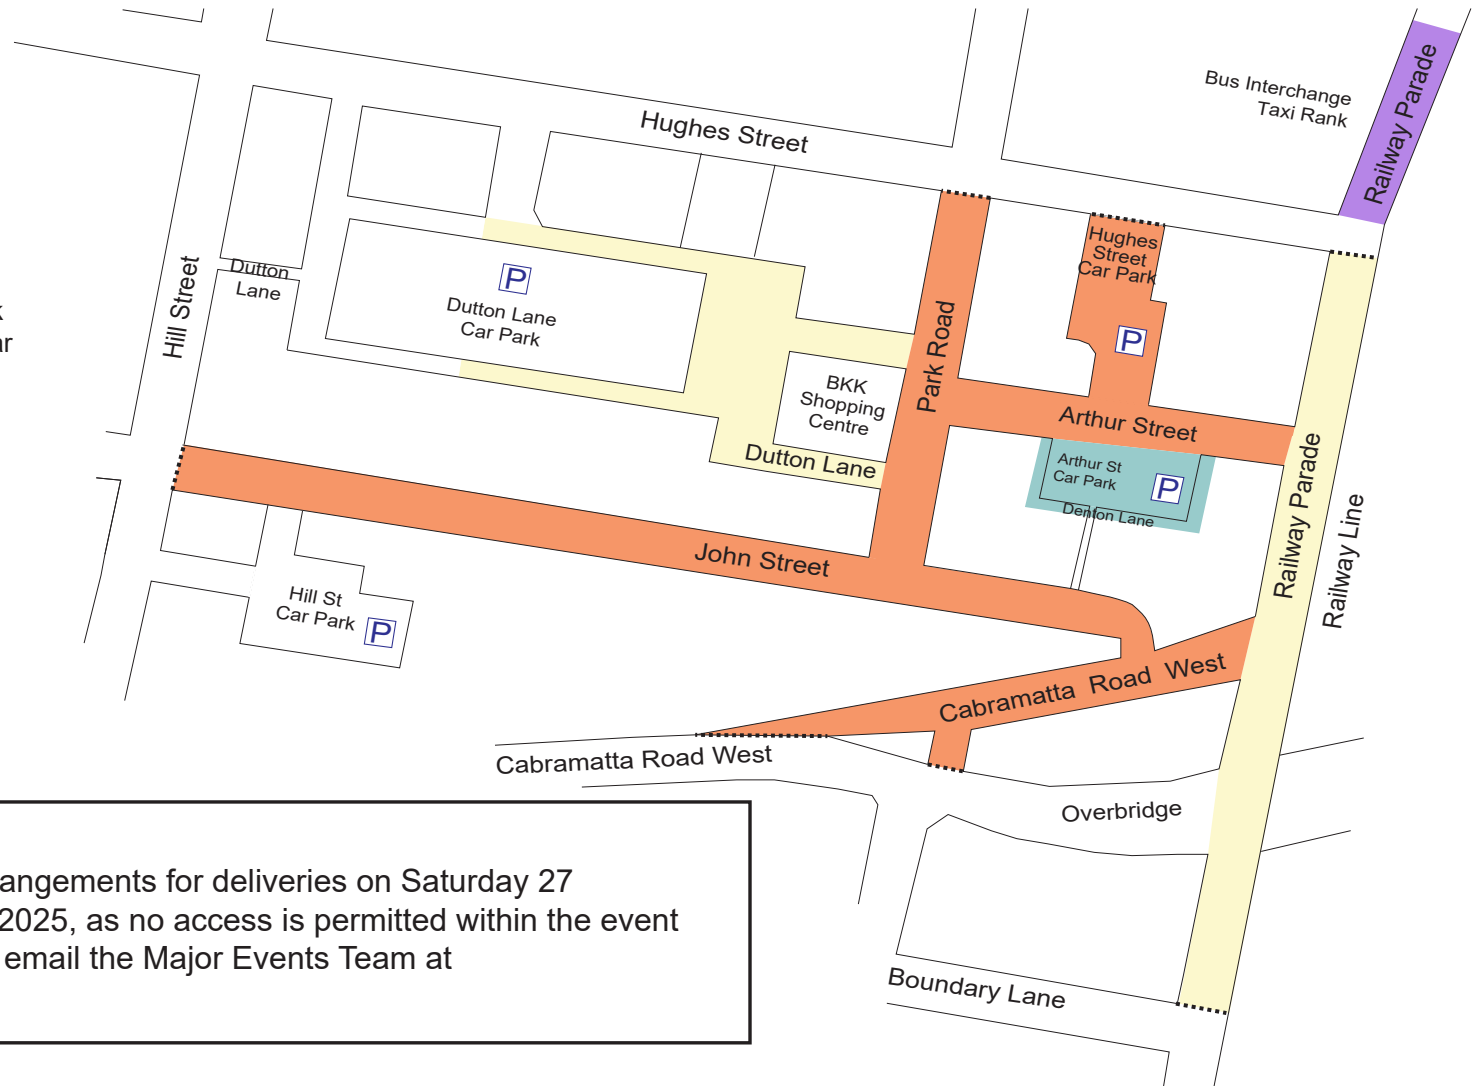 Railway Parade
Bus Interchange
Taxi Rank
Hughes Street
Hughes
Street
Car Park
P
Dutton
Lane
Hill Street
P
Dutton Lane
Car Park
Park Road
BKK
Shopping
Centre
Arthur Street
Dutton Lane
Arthur St
Car Park
P
Denton Lane
Railway Parade
Railway Line
John Street
Hill St
Car Park
P
Cabramatta Road West
Cabramatta Road West
Overbridge
Boundary Lane
angements for deliveries on Saturday 27
2025, as no access is permitted within the event
email the Major Events Team at